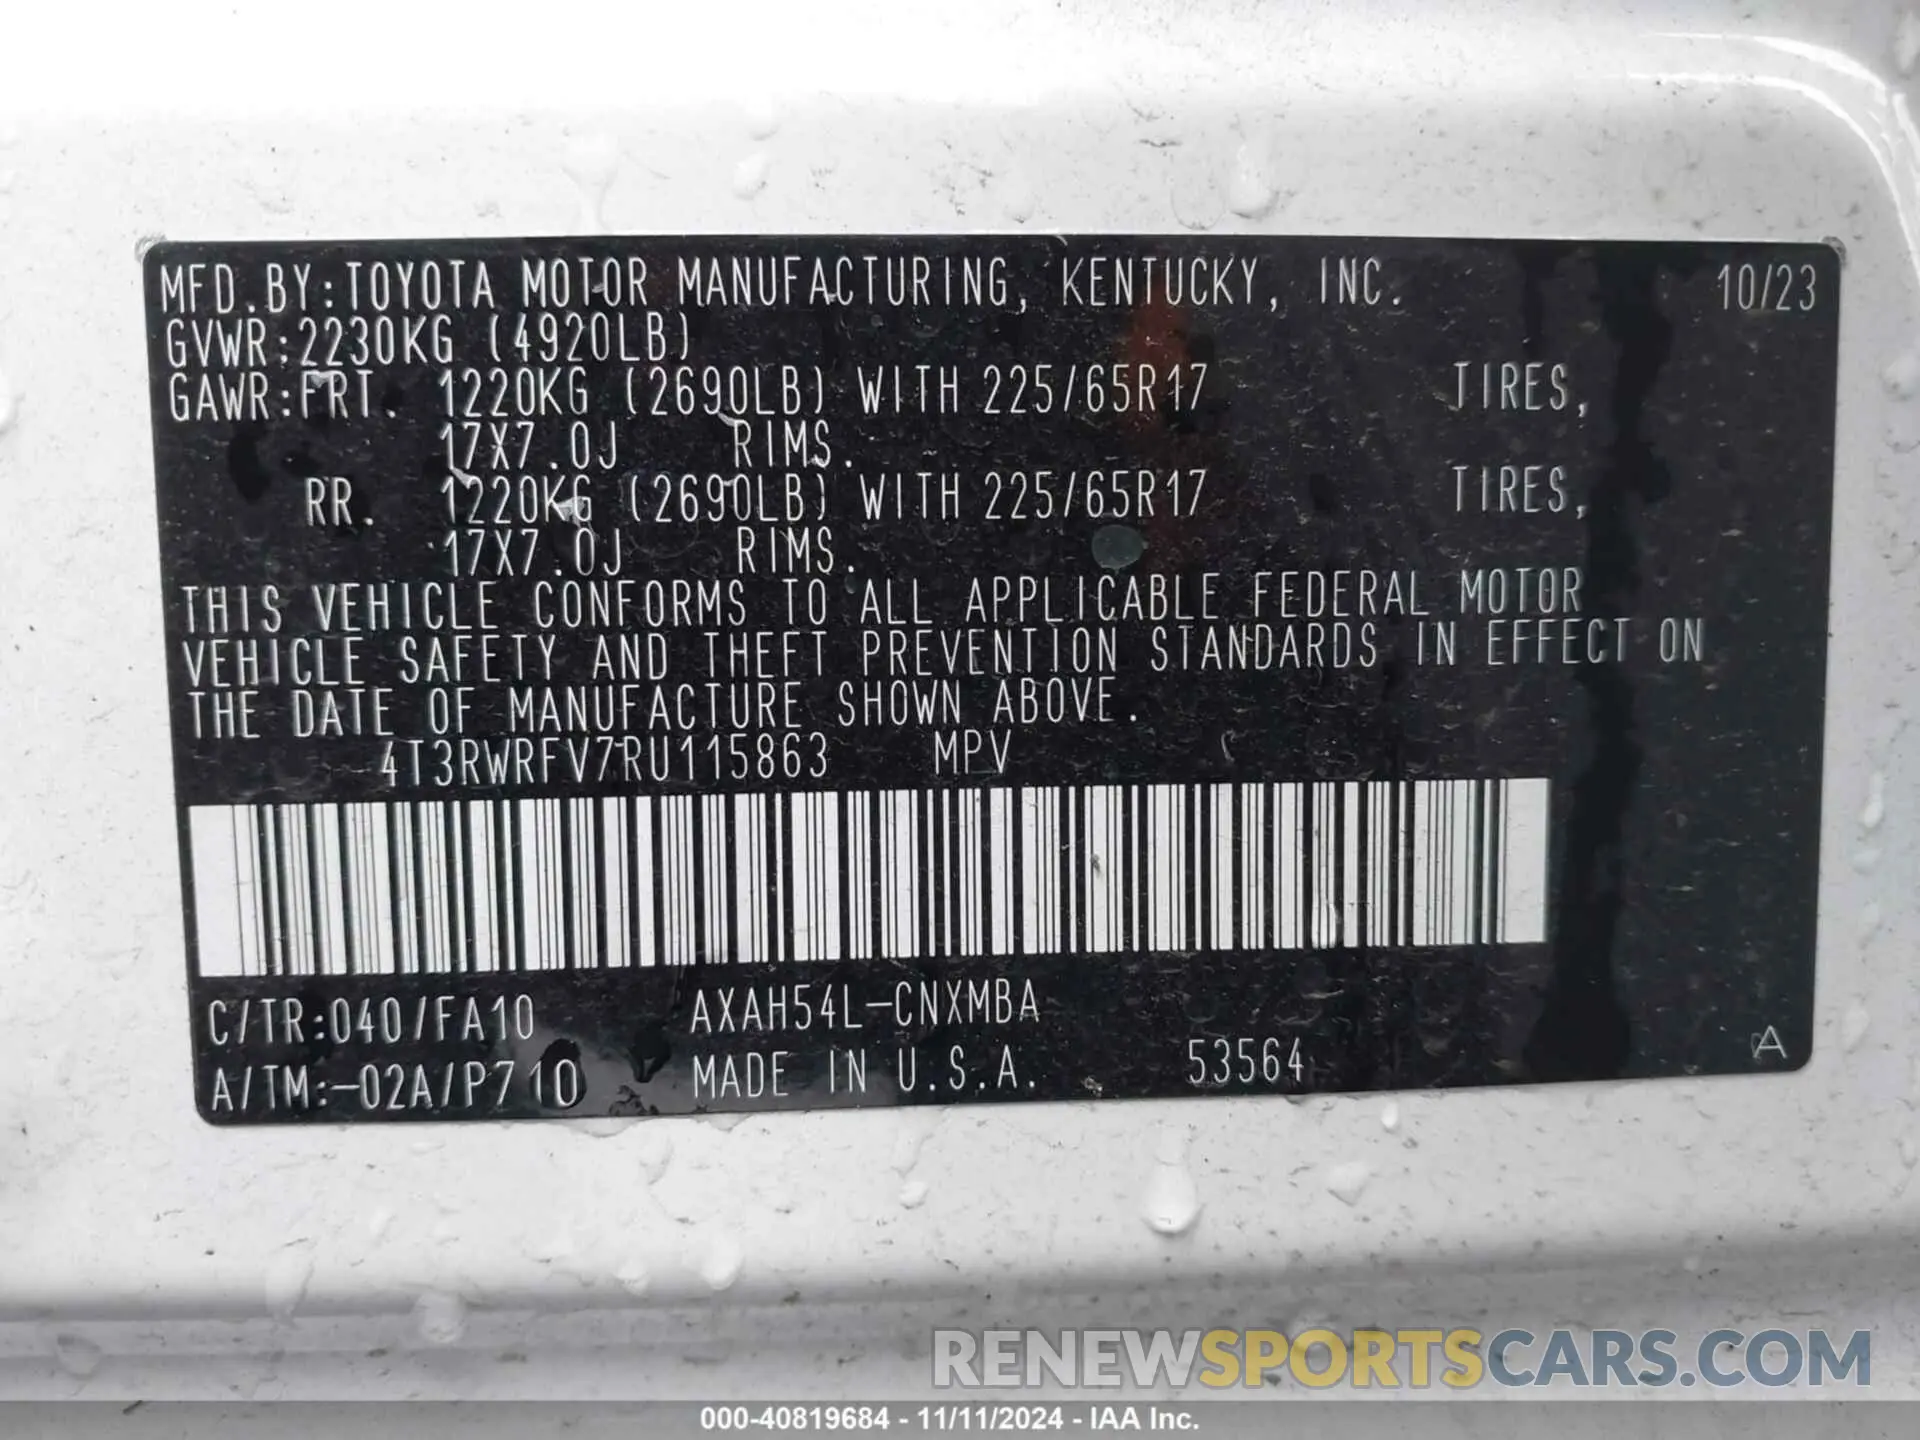 MFD.BY:TOYOTA MOTOR MANUFACTURING, KENTUCKY, INC. 10/23
GVWR:2230KG (4920LB)
GAWR:FRT. 1220KG (2690LB) WITH 225/65R17 TIRES,
17X7.0J RIMS.
RR. 1220KG (2690LB) WITH 225/65R17 TIRES,
17X7.0J RIMS.
THIS VEHICLE CONFORMS TO ALL APPLICABLE FEDERAL MOTOR
VEHICLE SAFETY AND THEFT PREVENTION STANDARDS IN EFFECT ON
THE DATE OF MANUFACTURE SHOWN ABOVE.
4T3RWRFV7RU115863 MPV
C/TR:040/FA10 AXAH54L-CNXMBA
A/TM:-02A/P710 MADE IN U.S.A. 53564 A
RENEWSPORTSCARS.COM
000-40819684 - 11/11/2024 - IAA Inc.